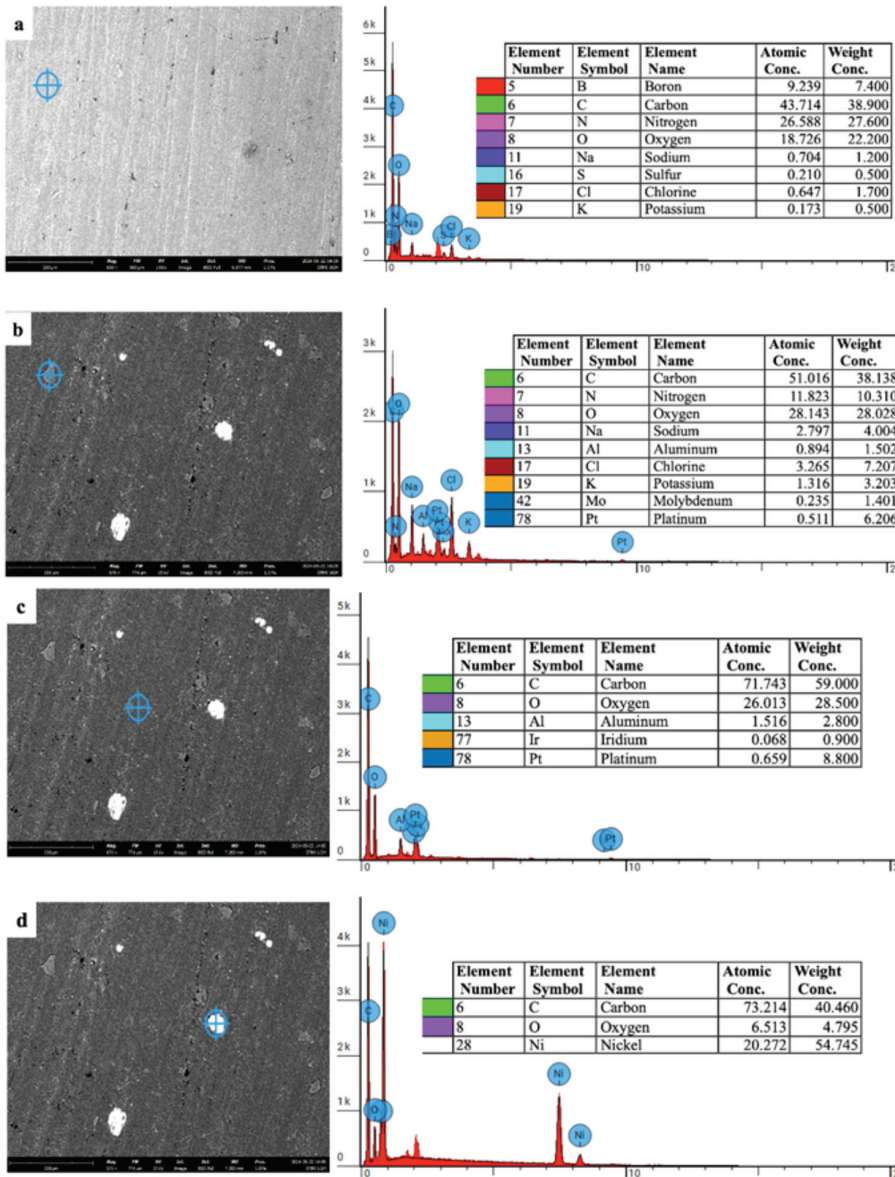 a
6k
5k
4k
3k
2k
1k
0
C
O
N
B
Na
S
Cl
K
0
10
2
Element Number Element Symbol Element Name Atomic Conc. Weight Conc.
5 B Boron 9.239 7.400
6 C Carbon 43.714 38.900
7 N Nitrogen 26.588 27.600
8 O Oxygen 18.726 22.200
11 Na Sodium 0.704 1.200
16 S Sulfur 0.210 0.500
17 Cl Chlorine 0.647 1.700
19 K Potassium 0.173 0.500
b
3k
2k
1k
0
O
N
Na
Al
Pt
Cl
K
Pt
0
10
2
Element Number Element Symbol Element Name Atomic Conc. Weight Conc.
6 C Carbon 51.016 38.138
7 N Nitrogen 11.823 10.310
8 O Oxygen 28.143 28.028
11 Na Sodium 2.797 4.004
13 Al Aluminum 0.894 1.502
17 Cl Chlorine 3.265 7.207
19 K Potassium 1.316 3.203
42 Mo Molybdenum 0.235 1.401
78 Pt Platinum 0.511 6.206
c
5k
4k
3k
2k
1k
0
C
O
Al
Pt
Pt
0
10
Element Number Element Symbol Element Name Atomic Conc. Weight Conc.
6 C Carbon 71.743 59.000
8 O Oxygen 26.013 28.500
13 Al Aluminum 1.516 2.800
77 Ir Iridium 0.068 0.900
78 Pt Platinum 0.659 8.800
d
4k
3k
2k
1k
0
Ni
C
O
Ni
Ni
0
10
Element Number Element Symbol Element Name Atomic Conc. Weight Conc.
6 C Carbon 73.214 40.460
8 O Oxygen 6.513 4.795
28 Ni Nickel 20.272 54.745